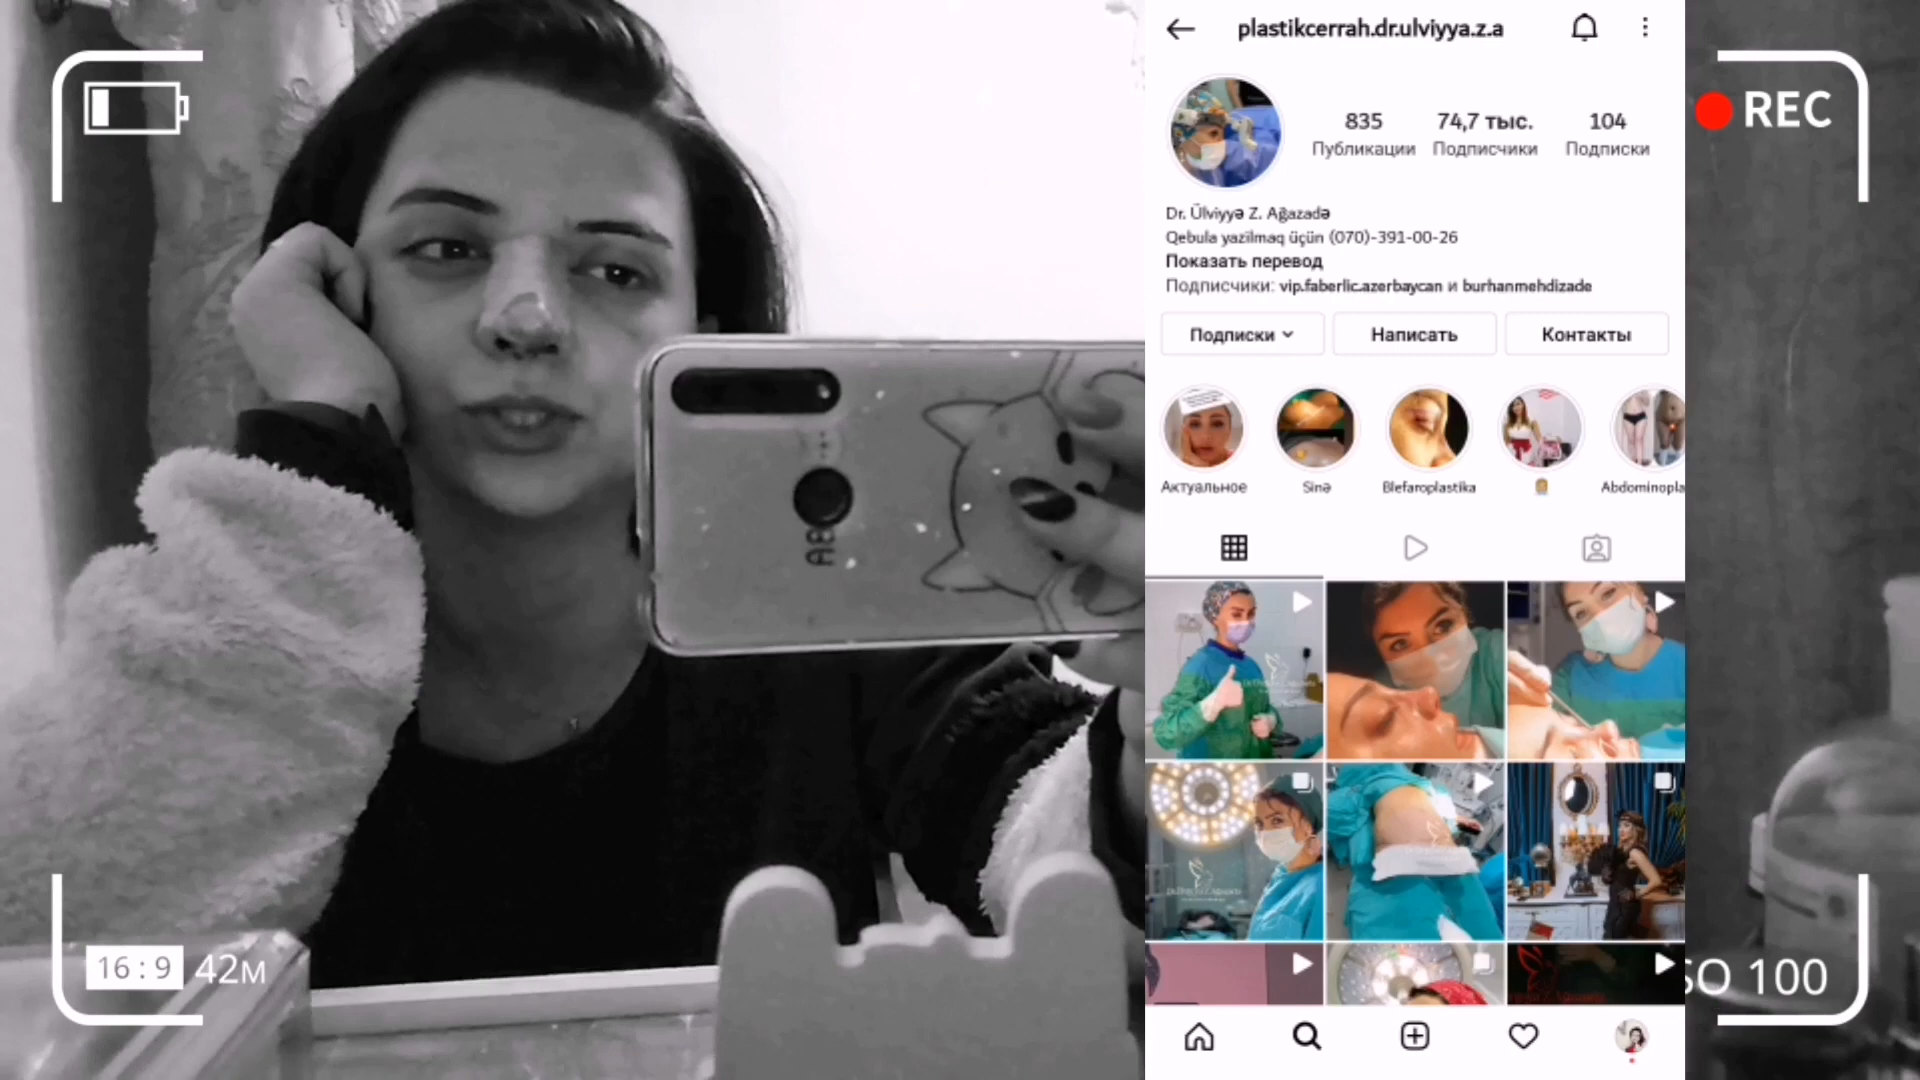 plastikcerrah.dr.ulviyya.z.a
REC
835
74,7 тыс.
104
Публикации
Подписчики
Подписки
Dr. Ülviyyə Z. Ağazadə
Qebula yazilmaq üçün (070)-391-00-26
Показать перевод
Подписчики: vip.faberlic.azerbaycan и burhanmehdizade
Подписки
Написать
Контакты
Актуальное
Sinə
Blefaroplastika
Abdominopla
16 : 9
42M
ISO 100